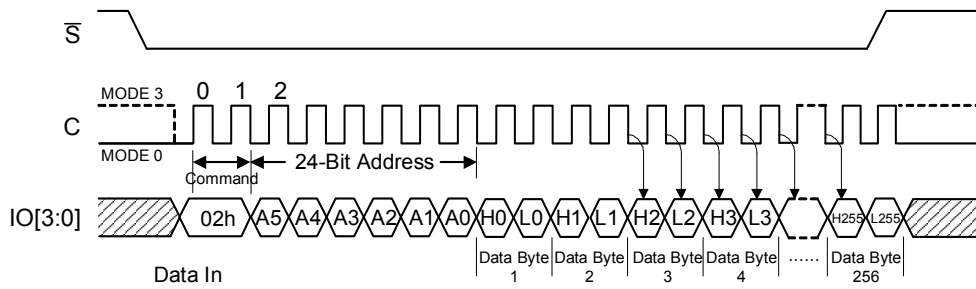 S
MODE 3
0 1 2
C
MODE 0
24-Bit Address
Command
IO[3:0]
02h A5 A4 A3 A2 A1 A0 H0 L0 H1 L1 H2 L2 H3 L3 H255 L255
Data Byte 1
Data Byte 2
Data Byte 3
Data Byte 4
......
Data Byte 256
Data In